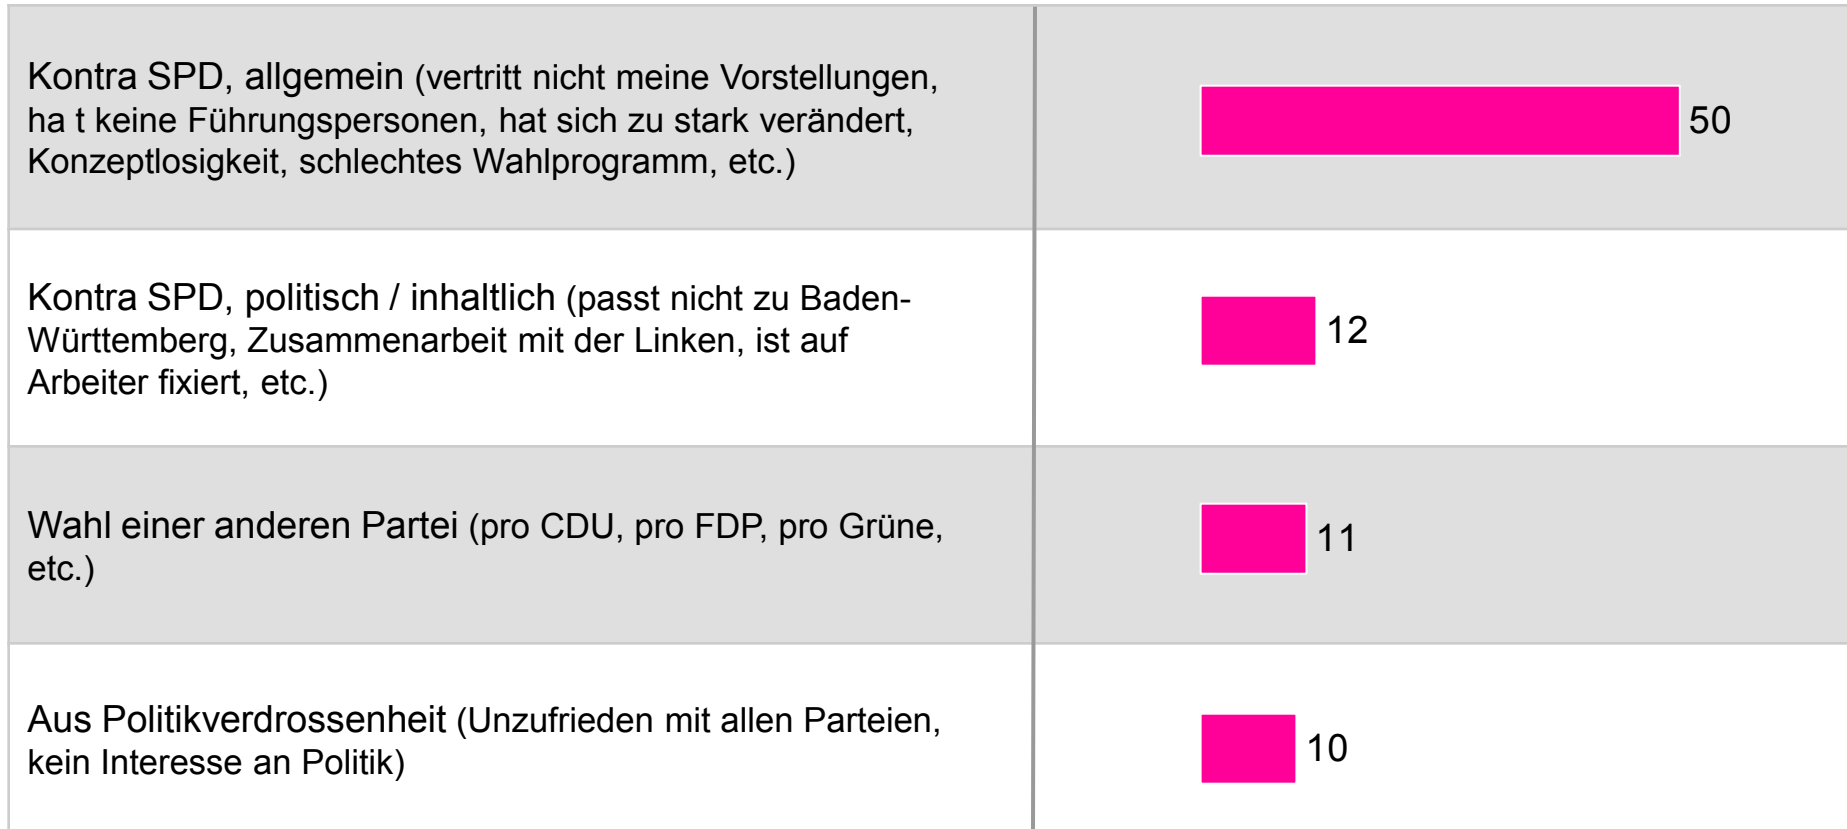 Kontra SPD, allgemein (vertritt nicht meine Vorstellungen,
ha t keine Führungspersonen, hat sich zu stark verändert,
Konzeptlosigkeit, schlechtes Wahlprogramm, etc.)
50
Kontra SPD, politisch / inhaltlich (passt nicht zu Baden-
Württemberg, Zusammenarbeit mit der Linken, ist auf
Arbeiter fixiert, etc.)
12
Wahl einer anderen Partei (pro CDU, pro FDP, pro Grüne,
etc.)
11
Aus Politikverdrossenheit (Unzufrieden mit allen Parteien,
kein Interesse an Politik)
10